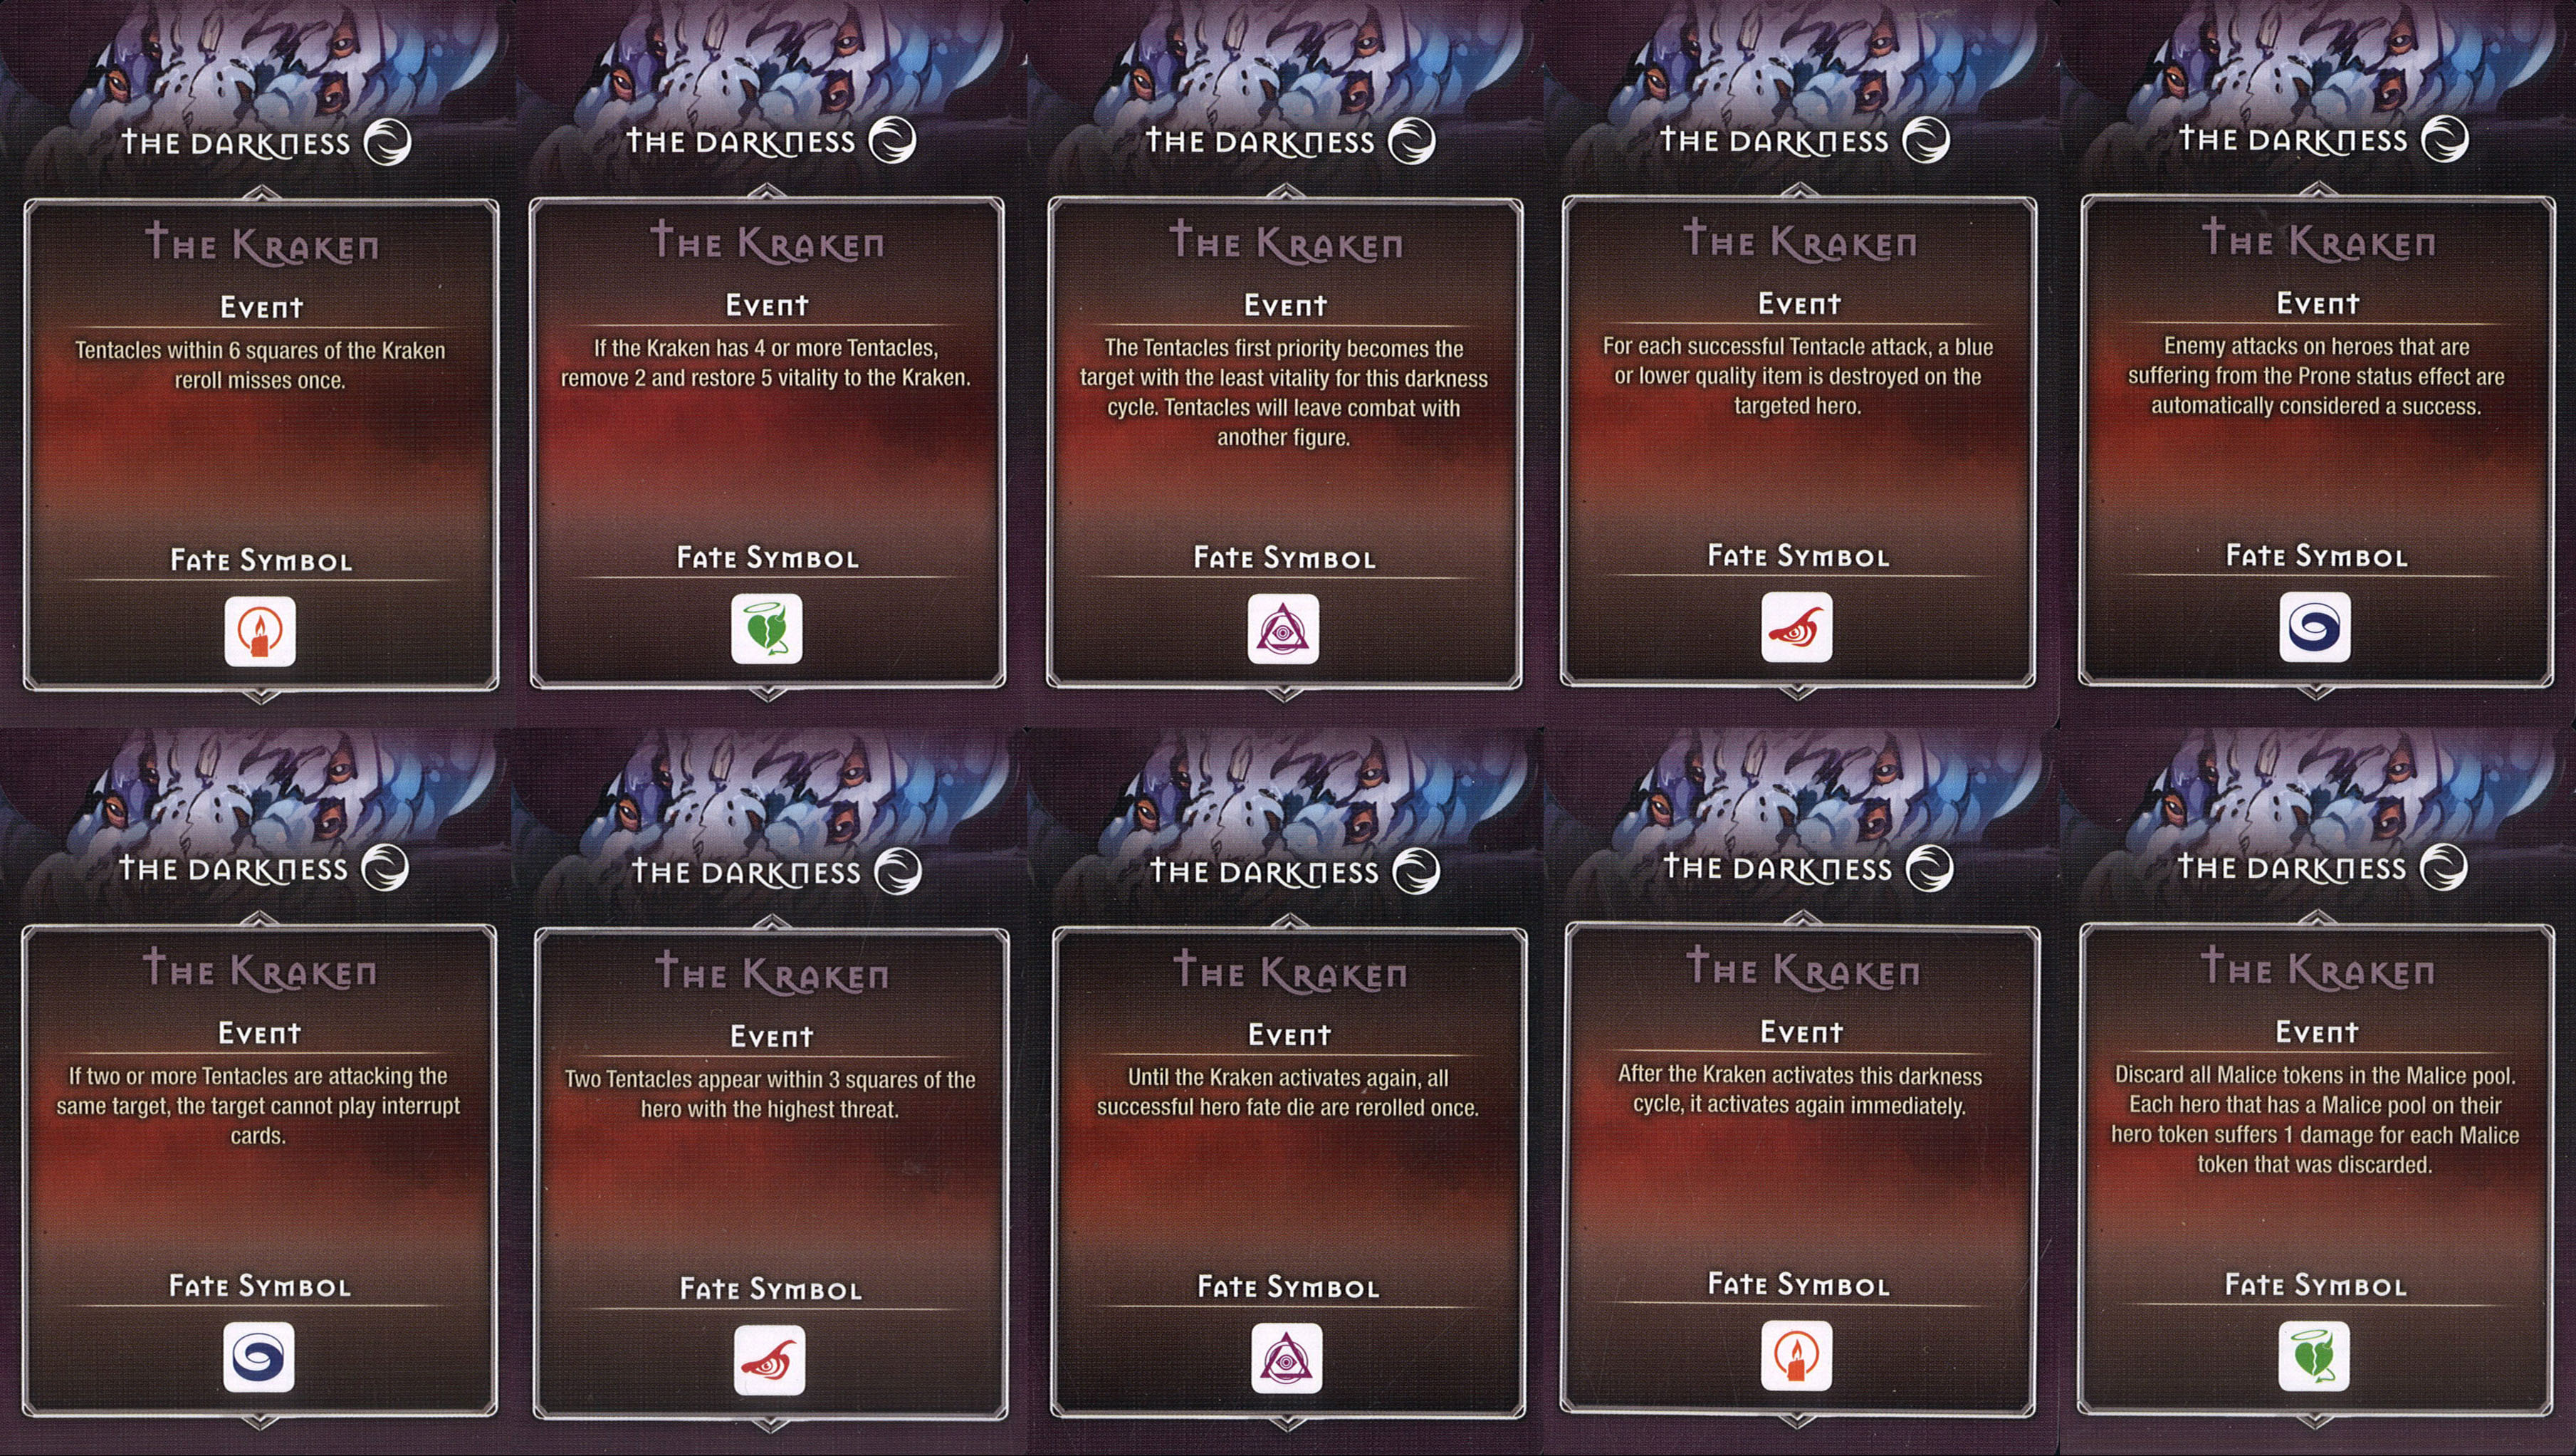 THE DARKNESS
THE KRAKEN
EVENT
Tentacles within 6 squares of the Kraken
reroll misses once.
FATE SYMBOL
THE DARKNESS
THE KRAKEN
EVENT
If the Kraken has 4 or more Tentacles,
remove 2 and restore 5 vitality to the Kraken.
FATE SYMBOL
THE DARKNESS
THE KRAKEN
EVENT
The Tentacles first priority becomes the
target with the least vitality for this darkness
cycle. Tentacles will leave combat with
another figure.
FATE SYMBOL
THE DARKNESS
THE KRAKEN
EVENT
For each successful Tentacle attack, a blue
or lower quality item is destroyed on the
targeted hero.
FATE SYMBOL
THE DARKNESS
THE KRAKEN
EVENT
Enemy attacks on heroes that are
suffering from the Prone status effect are
automatically considered a success.
FATE SYMBOL
THE DARKNESS
THE KRAKEN
EVENT
If two or more Tentacles are attacking the
same target, the target cannot play interrupt
cards.
FATE SYMBOL
THE DARKNESS
THE KRAKEN
EVENT
Two Tentacles appear within 3 squares of the
hero with the highest threat.
FATE SYMBOL
THE DARKNESS
THE KRAKEN
EVENT
Until the Kraken activates again, all
successful hero fate die are rerolled once.
FATE SYMBOL
THE DARKNESS
THE KRAKEN
EVENT
After the Kraken activates this darkness
cycle, it activates again immediately.
FATE SYMBOL
THE DARKNESS
THE KRAKEN
EVENT
Discard all Malice tokens in the Malice pool.
Each hero that has a Malice pool on their
hero token suffers 1 damage for each Malice
token that was discarded.
FATE SYMBOL